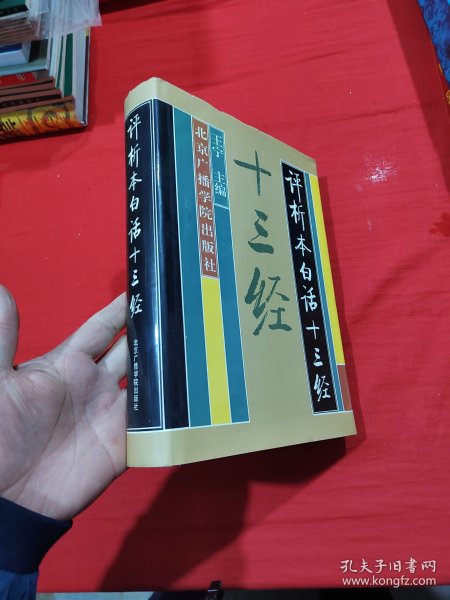 评析本白话十三经
北京广播学院出版社
王宁 主编
北京广播学院出版社
十三经
评析本白话十三经
孔夫子旧书网
www.kongfz.com